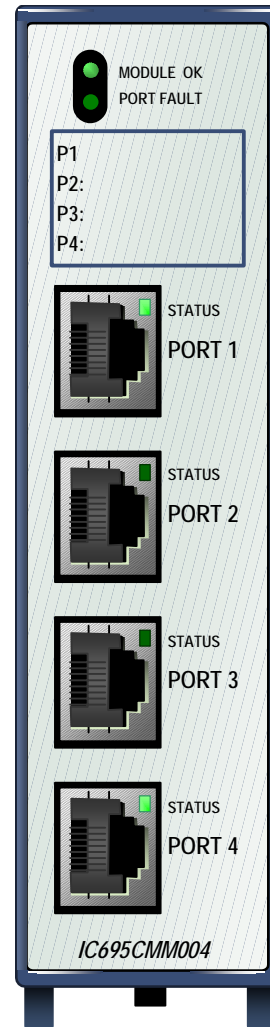 MODULE OK
PORT FAULT
P1
P2:
P3:
P4:
STATUS
PORT 1
STATUS
PORT 2
STATUS
PORT 3
STATUS
PORT 4
IC695CMM004